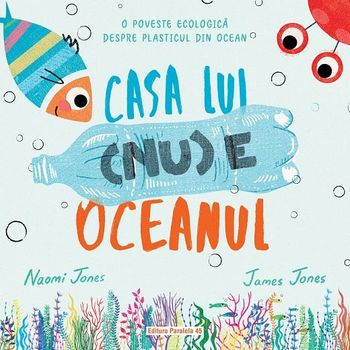 O POVESTE ECOLOGICĂ
DESPRE PLASTICUL DIN OCEAN
CASA LUI
(NU) E
OCEANUL
Naomi Jones
James Jones
Editura Paralela 45